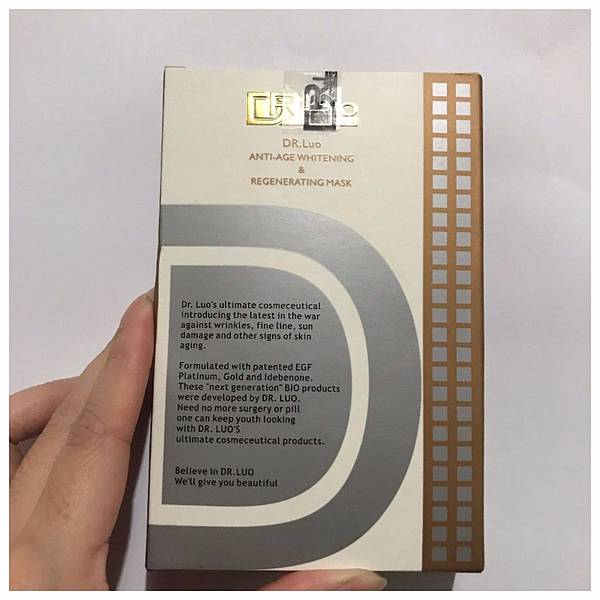 DR.Luo
ANTI-AGE WHITENING
&
REGENERATING MASK
Dr. Luo's ultimate cosmeceutical
introducing the latest in the war
against wrinkles, fine line, sun
damage and other signs of skin
aging.
Formulated with patented EGF
Platinum, Gold and Idebenone.
These "next generation" BIO products
were developed by DR. LUO.
Need no more surgery or pill
one can keep youth looking
with DR. LUO'S
ultimate cosmeceutical products.
Believe in DR.LUO
We'll give you beautiful